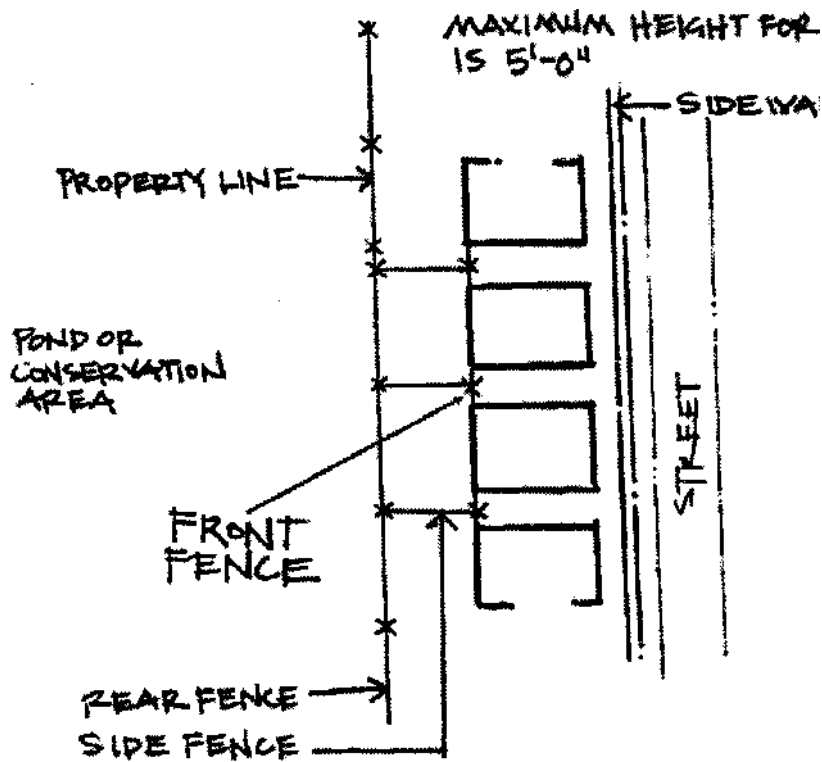 MAXIMUM HEIGHT FOR
IS 5'-0"
SIDEWA
PROPERTY LINE
POND OR
CONSERVATION
AREA
STREET
FRONT
FENCE
REAR FENCE
SIDE FENCE